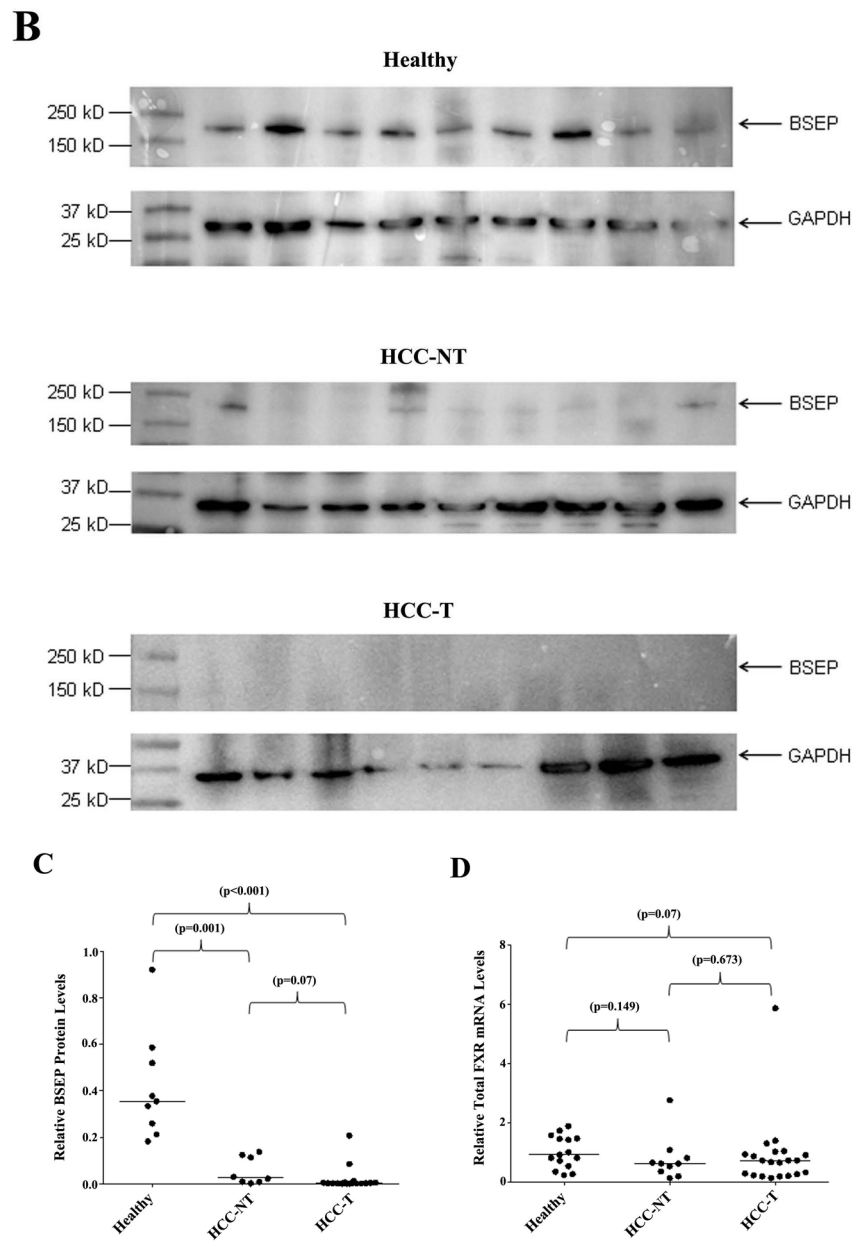 B
Healthy
250 kD
150 kD
BSEP
37 kD
25 kD
GAPDH
HCC-NT
250 kD
150 kD
BSEP
37 kD
25 kD
GAPDH
HCC-T
250 kD
150 kD
BSEP
37 kD
25 kD
GAPDH
C
(p<0.001)
(p=0.001)
(p=0.07)
Relative BSEP Protein Levels
1.0
0.8
0.6
0.4
0.2
0.0
Healthy
HCC-NT
HCC-T
D
(p=0.07)
(p=0.673)
(p=0.149)
Relative Total FXR mRNA Levels
8
6
4
2
0
Healthy
HCC-NT
HCC-T